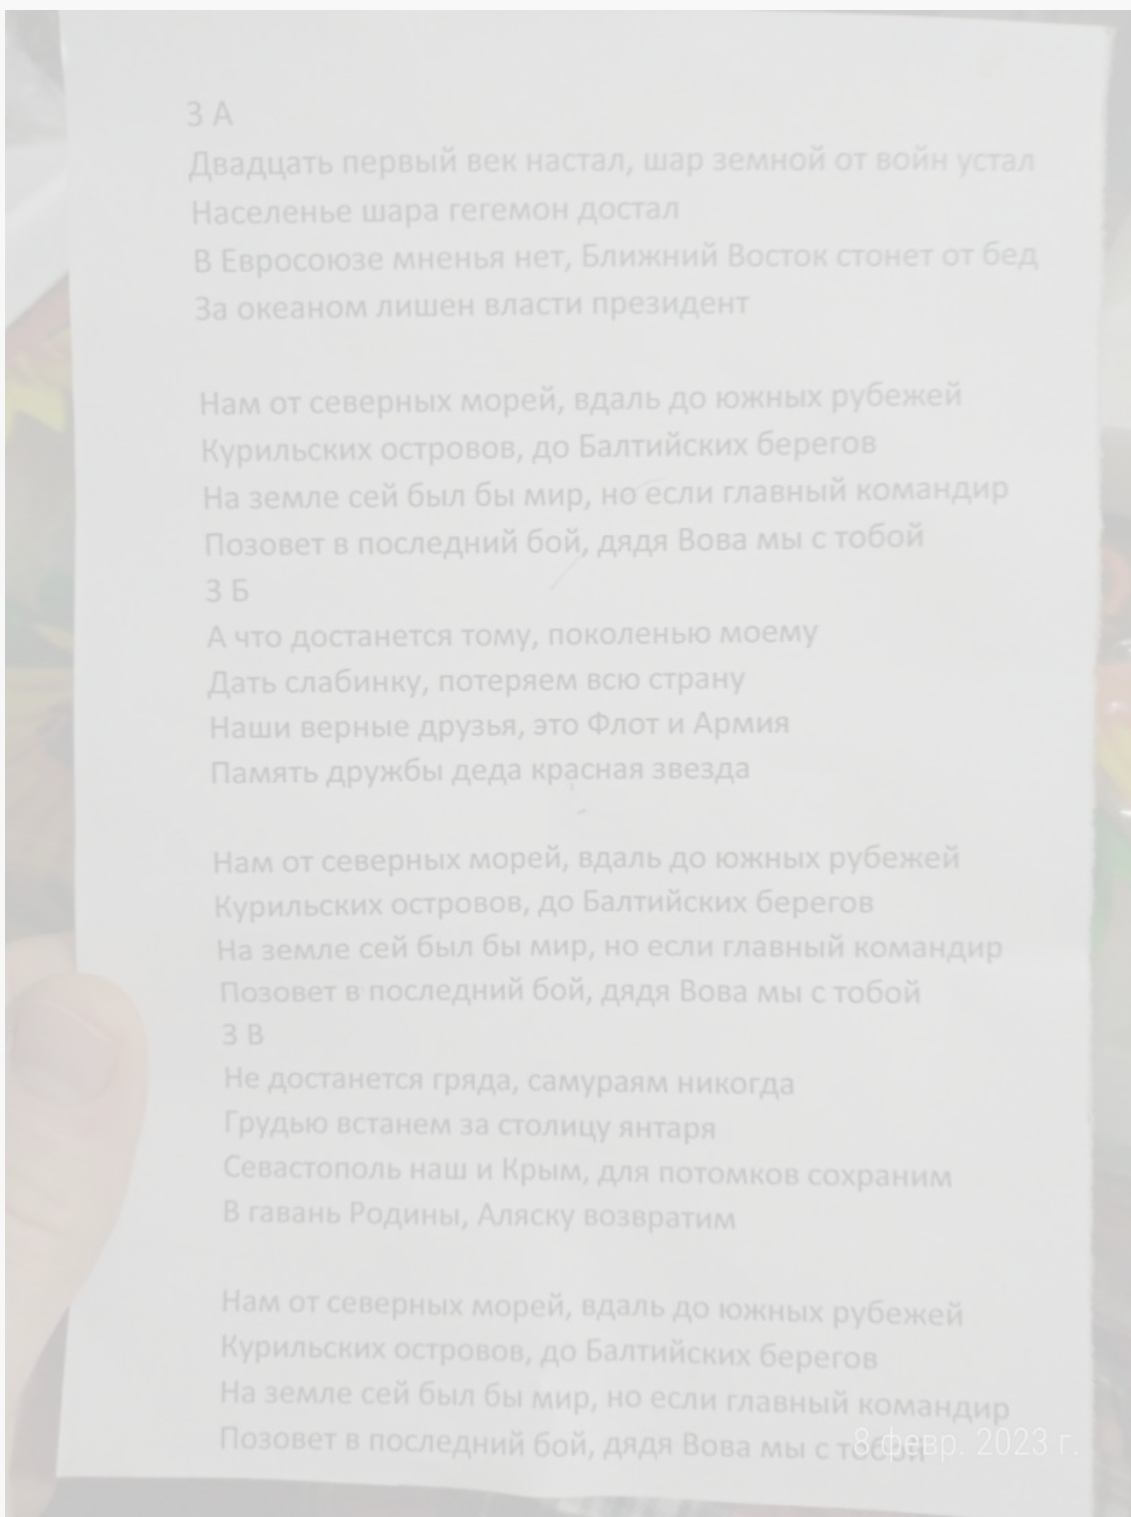 3 А
Двадцать первый век настал, шар земной от войн устал
Населенье шара гегемон достал
В Евросоюзе мненья нет, Ближний Восток стонет от бед
За океаном лишен власти президент
Нам от северных морей, вдаль до южных рубежей
Курильских островов, до Балтийских берегов
На земле сей был бы мир, но если главный командир
Позовет в последний бой, дядя Вова мы с тобой
3 Б
А что достанется тому, поколенью моему
Дать слабинку, потеряем всю страну
Наши верные друзья, это Флот и Армия
Память дружбы деда красная звезда
Нам от северных морей, вдаль до южных рубежей
Курильских островов, до Балтийских берегов
На земле сей был бы мир, но если главный командир
Позовет в последний бой, дядя Вова мы с тобой
3 В
Не достанется гряда, самураям никогда
Грудью встанем за столицу янтаря
Севастополь наш и Крым, для потомков сохраним
В гавань Родины, Аляску возвратим
Нам от северных морей, вдаль до южных рубежей
Курильских островов, до Балтийских берегов
На земле сей был бы мир, но если главный командир
Позовет в последний бой, дядя Вова мы с тобой
8 февр. 2023 г.